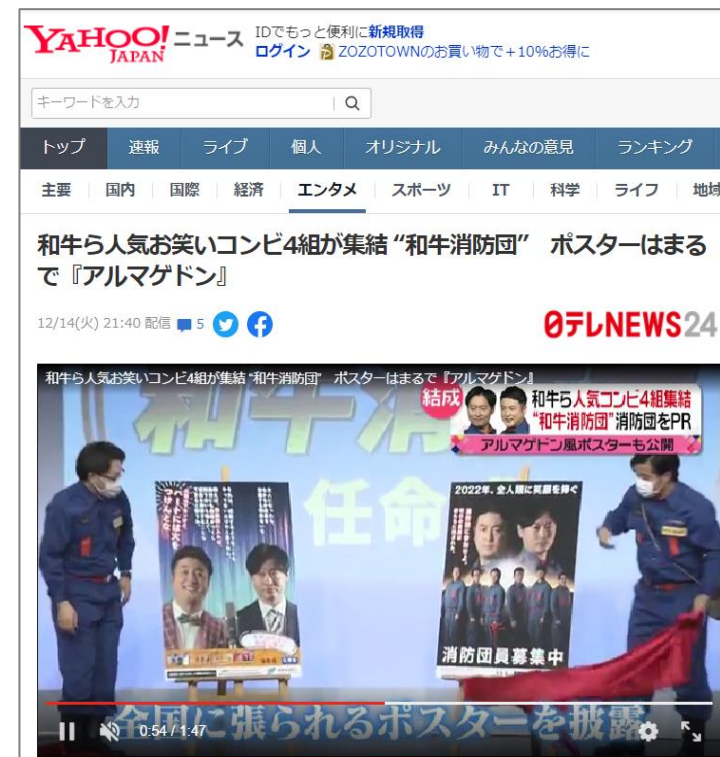 YAHOO!
JAPAN
ニュース
IDでもっと便利に新規取得
ログイン ZOZOTOWNのお買い物で+10%お得に
キーワードを入力
トップ 速報 ライブ 個人 オリジナル みんなの意見 ランキング
主要 国内 国際 経済 エンタメ スポーツ IT 科学 ライフ 地域
和牛ら人気お笑いコンビ4組が集結 “和牛消防団” ポスターはまる
で『アルマゲドン』
12/14(火) 21:40 配信 5
日テレNEWS24
和牛ら人気お笑いコンビ4組が集結 “和牛消防団” ポスターはまるで『アルマゲドン』
結成
和牛ら人気コンビ4組集結
“和牛消防団”消防団をPR
アルマゲドン風ポスターも公開
和牛消
任命
2022年、全人類に笑顔を
消防団員募集中
全国に張られるポスターを披露
0:54 / 1:47